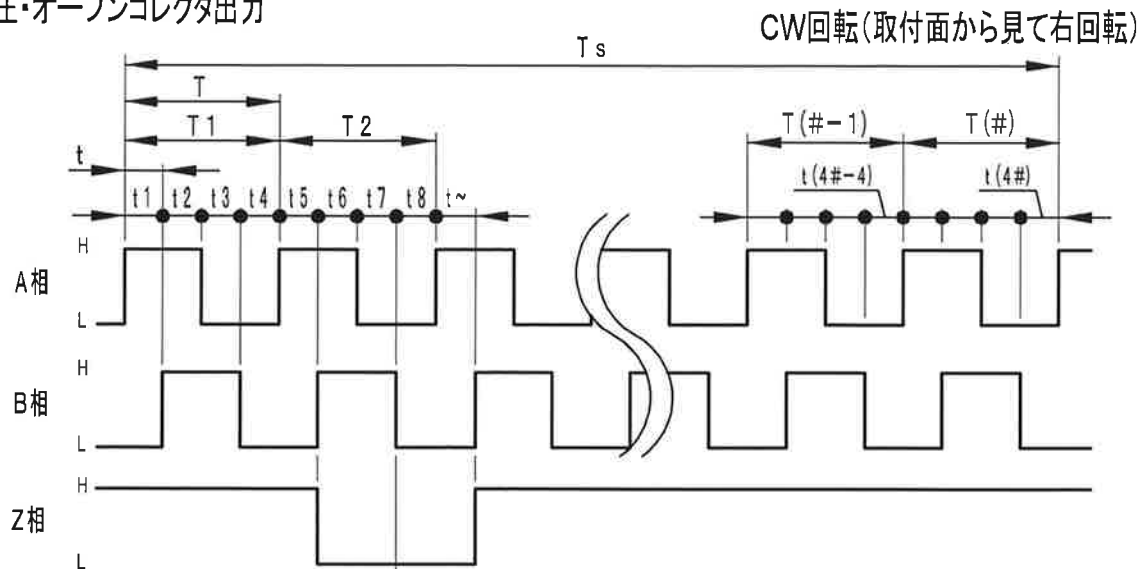 圧・オープンコレクタ出力
CW回転(取付面から見て右回転)
Ts
T
T1 T2 T(#-1) T(#)
t t(4#-4) t(4#)
t1 t2 t3 t4 t5 t6 t7 t8 t~
H
A相
L
H
B相
L
H
Z相
L